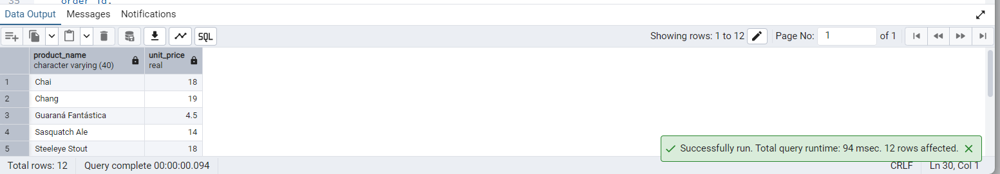 35 order_id,
Data Output Messages Notifications
SQL Showing rows: 1 to 12 Page No: 1 of 1
product_name unit_price
character varying (40) real
1 Chai 18
2 Chang 19
3 Guaraná Fantástica 4.5
4 Sasquatch Ale 14
5 Steeleye Stout 18
Successfully run. Total query runtime: 94 msec. 12 rows affected.
Total rows: 12 Query complete 00:00:00.094 CRLF Ln 30, Col 1